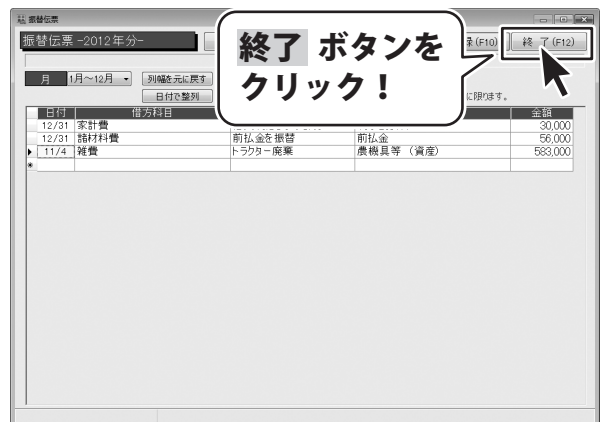 振替伝票
振替伝票 -2012年分-
終了 ボタンを
クリック！
録(F10)
終 了(F12)
月 1月～12月
列幅を元に戻す
日付で整列
に限ります。
日付 借方科目 金額
12/31 家計費 30,000
12/31 諸材料費 前払金を振替 前払金 56,000
11/4 雑費 トラクター廃棄 農機具等 （資産） 583,000